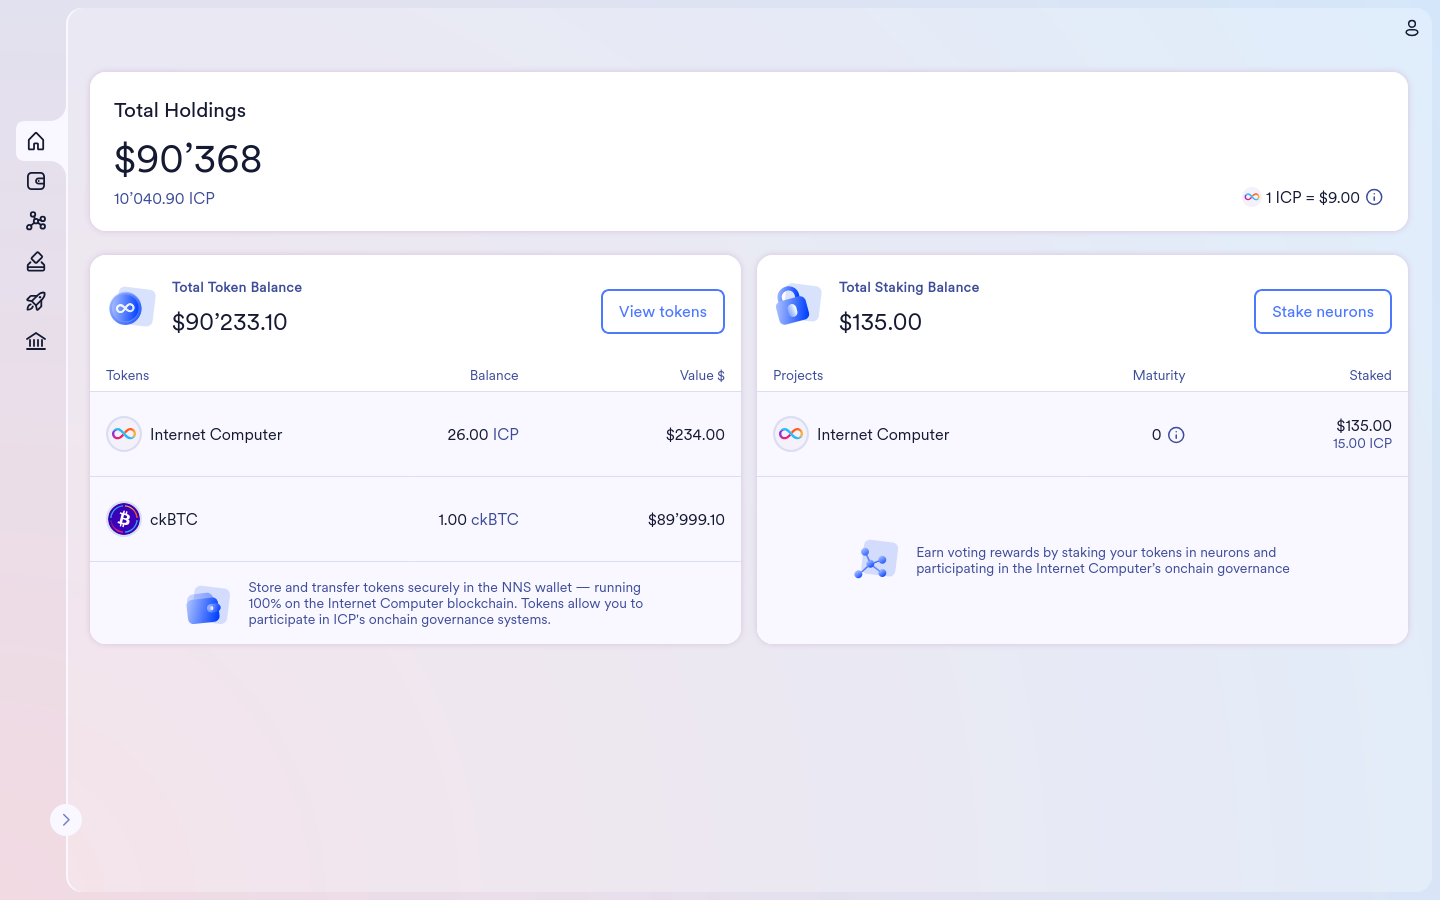 Total Holdings
$90’368
10’040.90 ICP
1 ICP = $9.00
Total Token Balance
$90’233.10
View tokens
Tokens Balance Value $
Internet Computer 26.00 ICP $234.00
ckBTC 1.00 ckBTC $89’999.10
Store and transfer tokens securely in the NNS wallet — running
100% on the Internet Computer blockchain. Tokens allow you to
participate in ICP's onchain governance systems.
Total Staking Balance
$135.00
Stake neurons
Projects Maturity Staked
Internet Computer 0 $135.00
15.00 ICP
Earn voting rewards by staking your tokens in neurons and
participating in the Internet Computer’s onchain governance